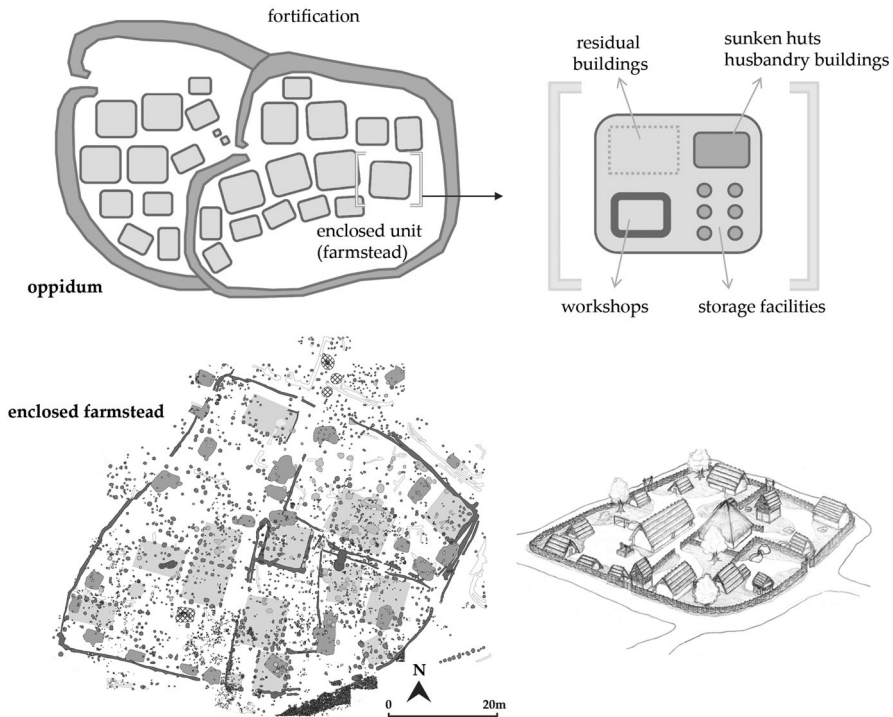 fortification
residual
buildings
sunken huts
husbandry buildings
enclosed unit
(farmstead)
oppidum
workshops
storage facilities
enclosed farmstead
N
0
20m